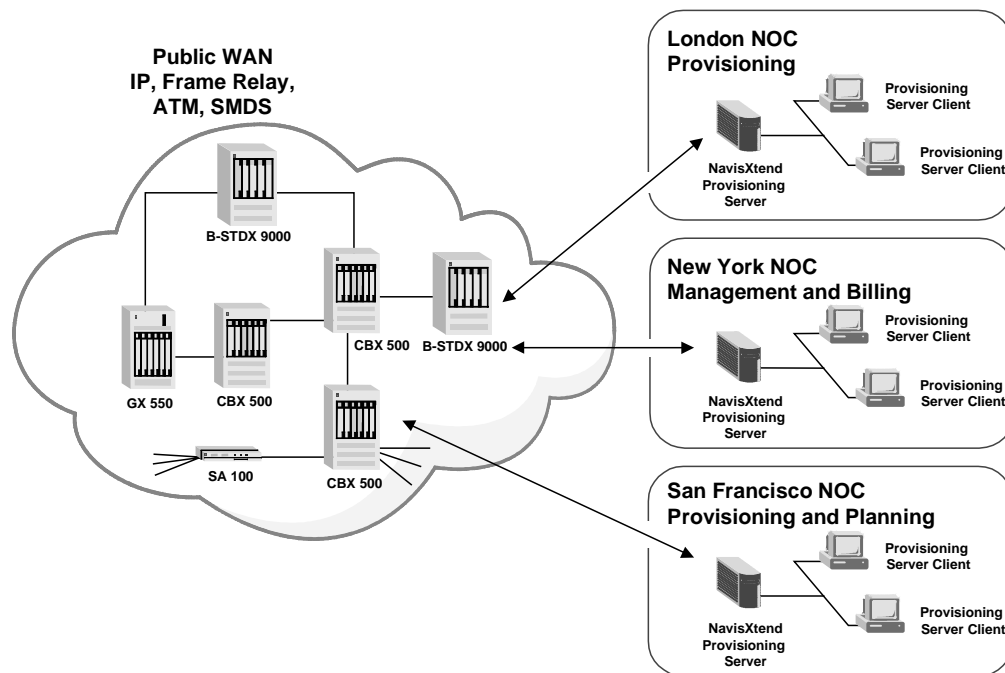 Public WAN
IP, Frame Relay,
ATM, SMDS
B-STDX 9000
CBX 500
B-STDX 9000
GX 550
CBX 500
SA 100
CBX 500
London NOC
Provisioning
Provisioning
Server Client
Provisioning
Server Client
NavisXtend
Provisioning
Server
New York NOC
Management and Billing
Provisioning
Server Client
Provisioning
Server Client
NavisXtend
Provisioning
Server
San Francisco NOC
Provisioning and Planning
Provisioning
Server Client
Provisioning
Server Client
NavisXtend
Provisioning
Server